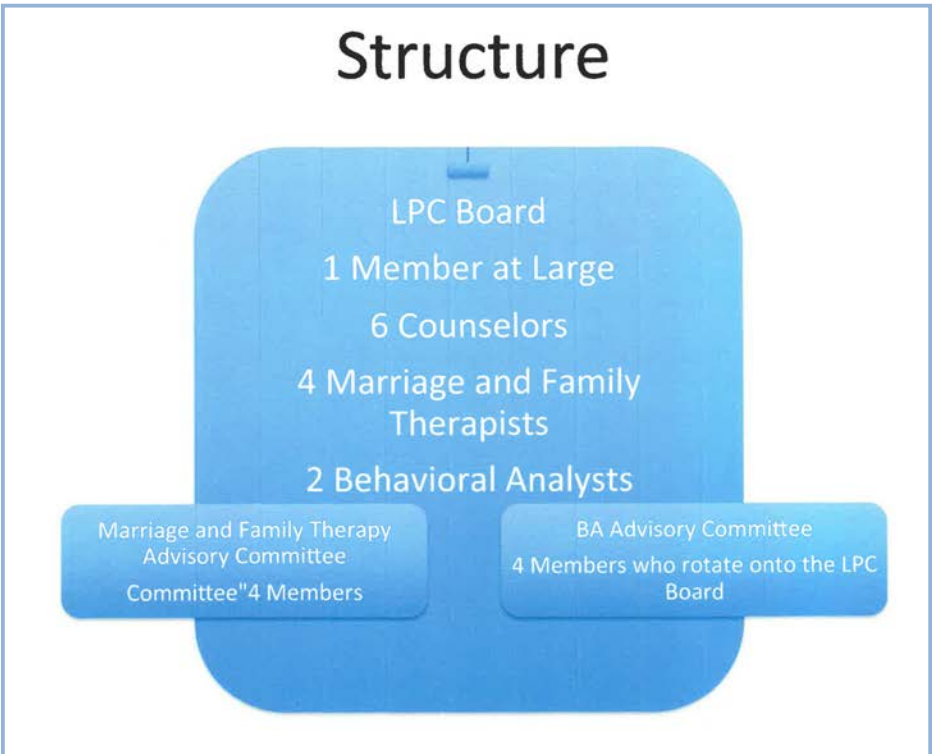 Structure
LPC Board
1 Member at Large
6 Counselors
4 Marriage and Family
Therapists
2 Behavioral Analysts
Marriage and Family Therapy
Advisory Committee
Committee"4 Members
BA Advisory Committee
4 Members who rotate onto the LPC
Board